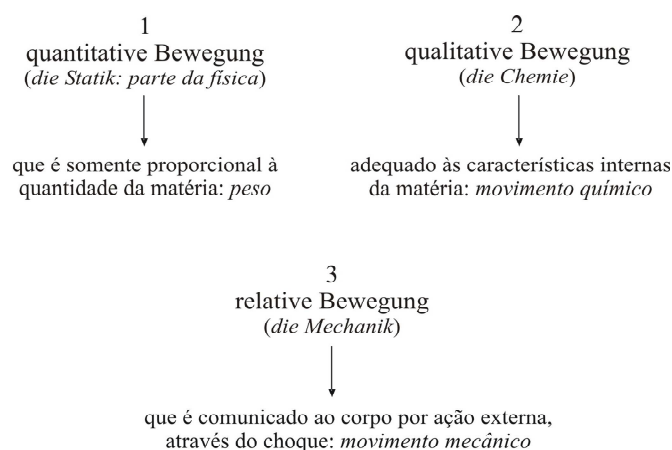 1
quantitative Bewegung
(die Statik: parte da física)
que é somente proporcional à
quantidade da matéria: peso
2
qualitative Bewegung
(die Chemie)
adequado às características internas
da matéria: movimento químico
3
relative Bewegung
(die Mechanik)
que é comunicado ao corpo por ação externa,
através do choque: movimento mecânico